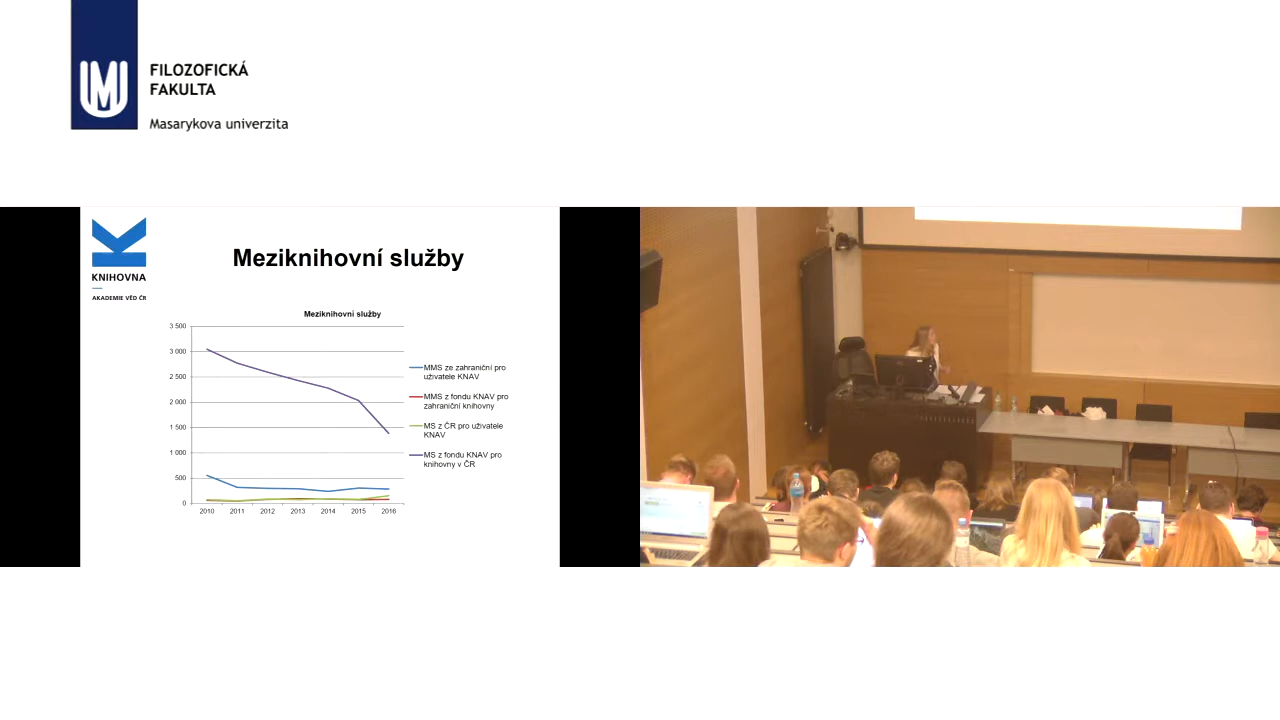 FILOZOFICKÁ
FAKULTA
Masarykova univerzita
KNIHOVNA
AKADEMIE VĚD ČR
Meziknihovní služby
Meziknihovní služby
3 500
3 000
2 500
2 000
1 500
1 000
500
0
2010 2011 2012 2013 2014 2015 2016
MMS ze zahraniční pro
uživatele KNAV
MMS z fondu KNAV pro
zahraniční knihovny
MS z ČR pro uživatele
KNAV
MS z fondu KNAV pro
knihovny v ČR